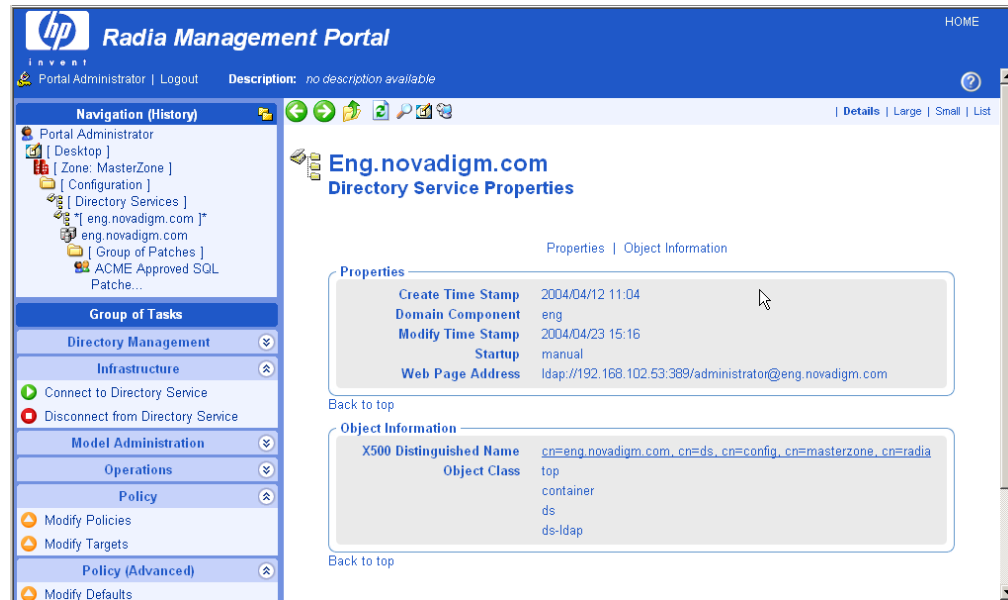 HOME
hp
invent
Radia Management Portal
Portal Administrator | Logout Description: no description available
?
Navigation (History)
Portal Administrator
[ Desktop ]
[ Zone: MasterZone ]
[ Configuration ]
[ Directory Services ]
*[ eng.novadigm.com ]*
eng.novadigm.com
[ Group of Patches ]
ACME Approved SQL
Patche...
Group of Tasks
Directory Management
Infrastructure
Connect to Directory Service
Disconnect from Directory Service
Model Administration
Operations
Policy
Modify Policies
Modify Targets
Policy (Advanced)
Modify Defaults
| Details | Large | Small | List
Eng.novadigm.com
Directory Service Properties
Properties | Object Information
Properties
Create Time Stamp 2004/04/12 11:04
Domain Component eng
Modify Time Stamp 2004/04/23 15:16
Startup manual
Web Page Address ldap://192.168.102.53:389/administrator@eng.novadigm.com
Back to top
Object Information
X500 Distinguished Name cn=eng.novadigm.com, cn=ds, cn=config, cn=masterzone, cn=radia
Object Class top
container
ds
ds-ldap
Back to top